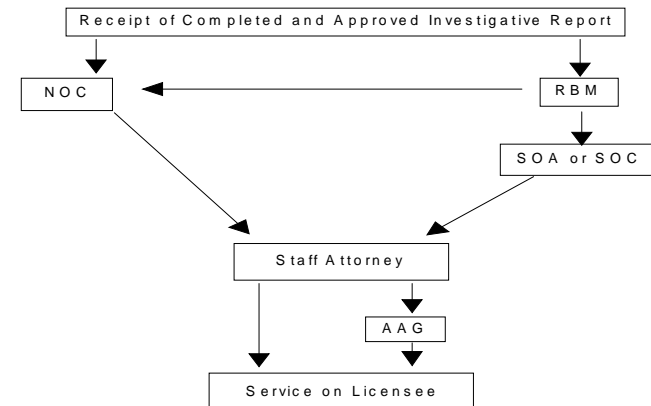 Receipt of Completed and Approved Investigative Report
NOC
RBM
SOA or SOC
Staff Attorney
AAG
Service on Licensee